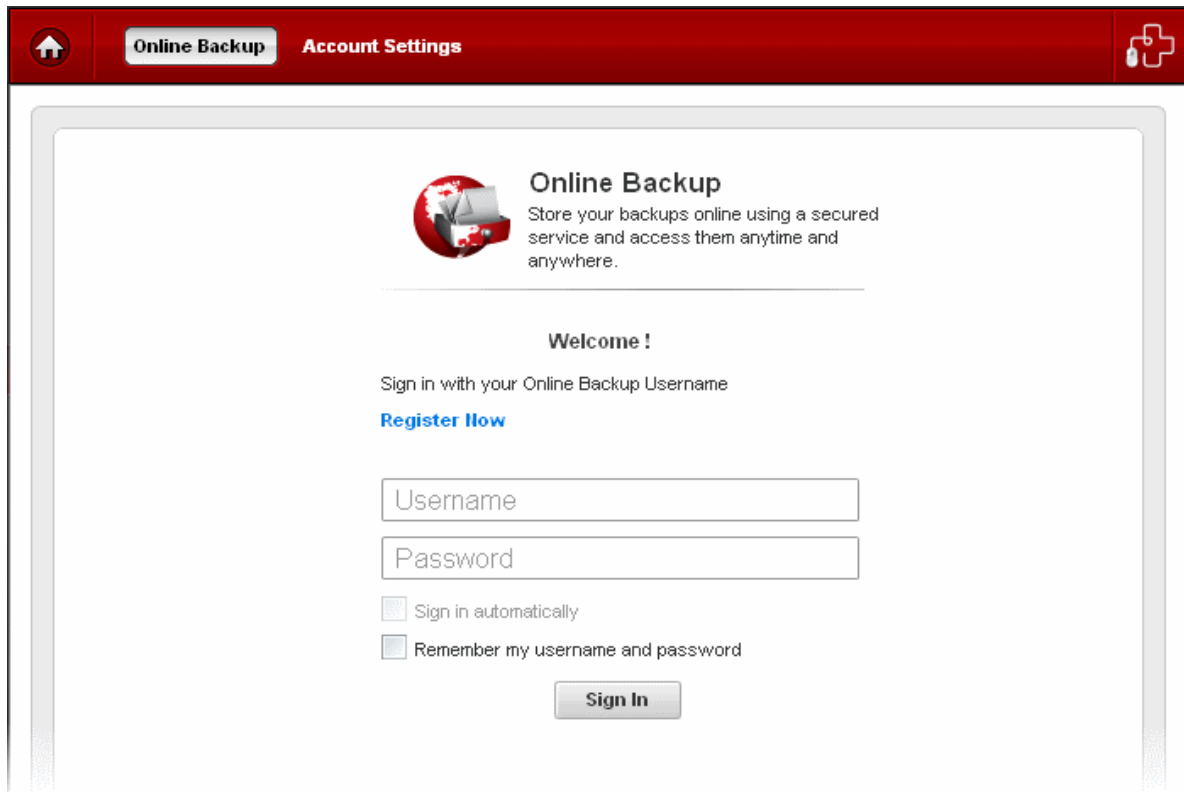 Online Backup
Account Settings
Online Backup
Store your backups online using a secured
service and access them anytime and
anywhere.
Welcome !
Sign in with your Online Backup Username
Register Now
Username
Password
Sign in automatically
Remember my username and password
Sign In